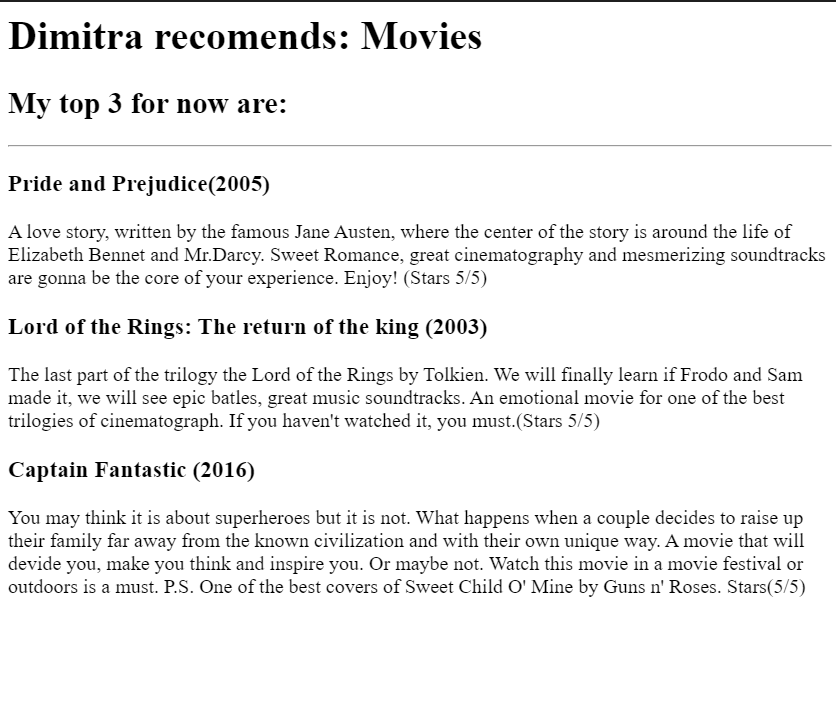 Dimitra recomends: Movies
My top 3 for now are:
Pride and Prejudice(2005)
A love story, written by the famous Jane Austen, where the center of the story is around the life of
Elizabeth Bennet and Mr.Darcy. Sweet Romance, great cinematography and mesmerizing soundtracks
are gonna be the core of your experience. Enjoy! (Stars 5/5)
Lord of the Rings: The return of the king (2003)
The last part of the trilogy the Lord of the Rings by Tolkien. We will finally learn if Frodo and Sam
made it, we will see epic batles, great music soundtracks. An emotional movie for one of the best
trilogies of cinematograph. If you haven't watched it, you must.(Stars 5/5)
Captain Fantastic (2016)
You may think it is about superheroes but it is not. What happens when a couple decides to raise up
their family far away from the known civilization and with their own unique way. A movie that will
devide you, make you think and inspire you. Or maybe not. Watch this movie in a movie festival or
outdoors is a must. P.S. One of the best covers of Sweet Child O' Mine by Guns n' Roses. Stars(5/5)